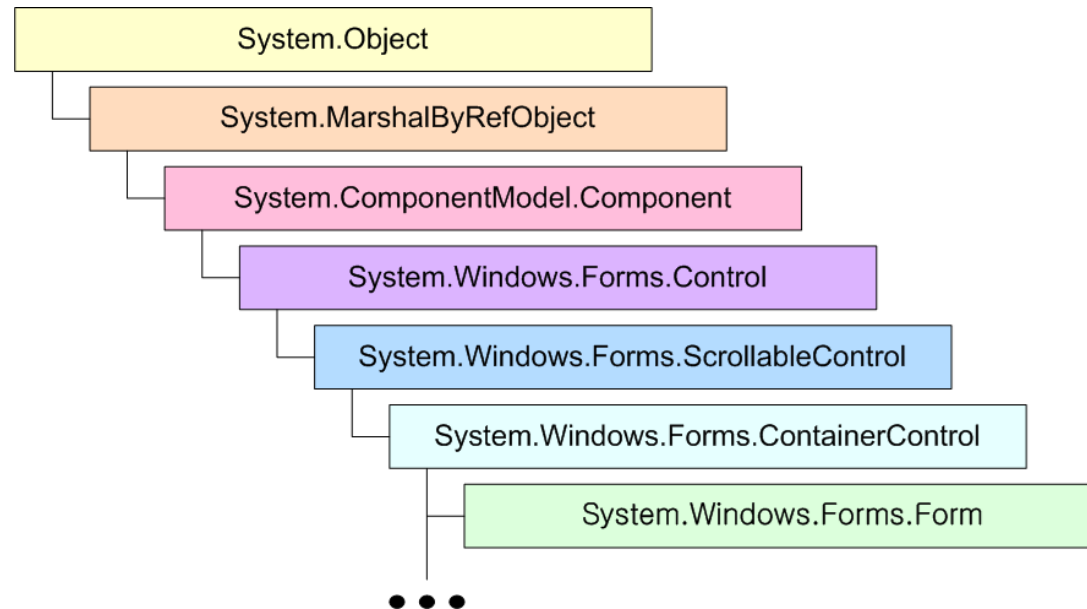 System.Object
System.MarshalByRefObject
System.ComponentModel.Component
System.Windows.Forms.Control
System.Windows.Forms.ScrollableControl
System.Windows.Forms.ContainerControl
System.Windows.Forms.Form